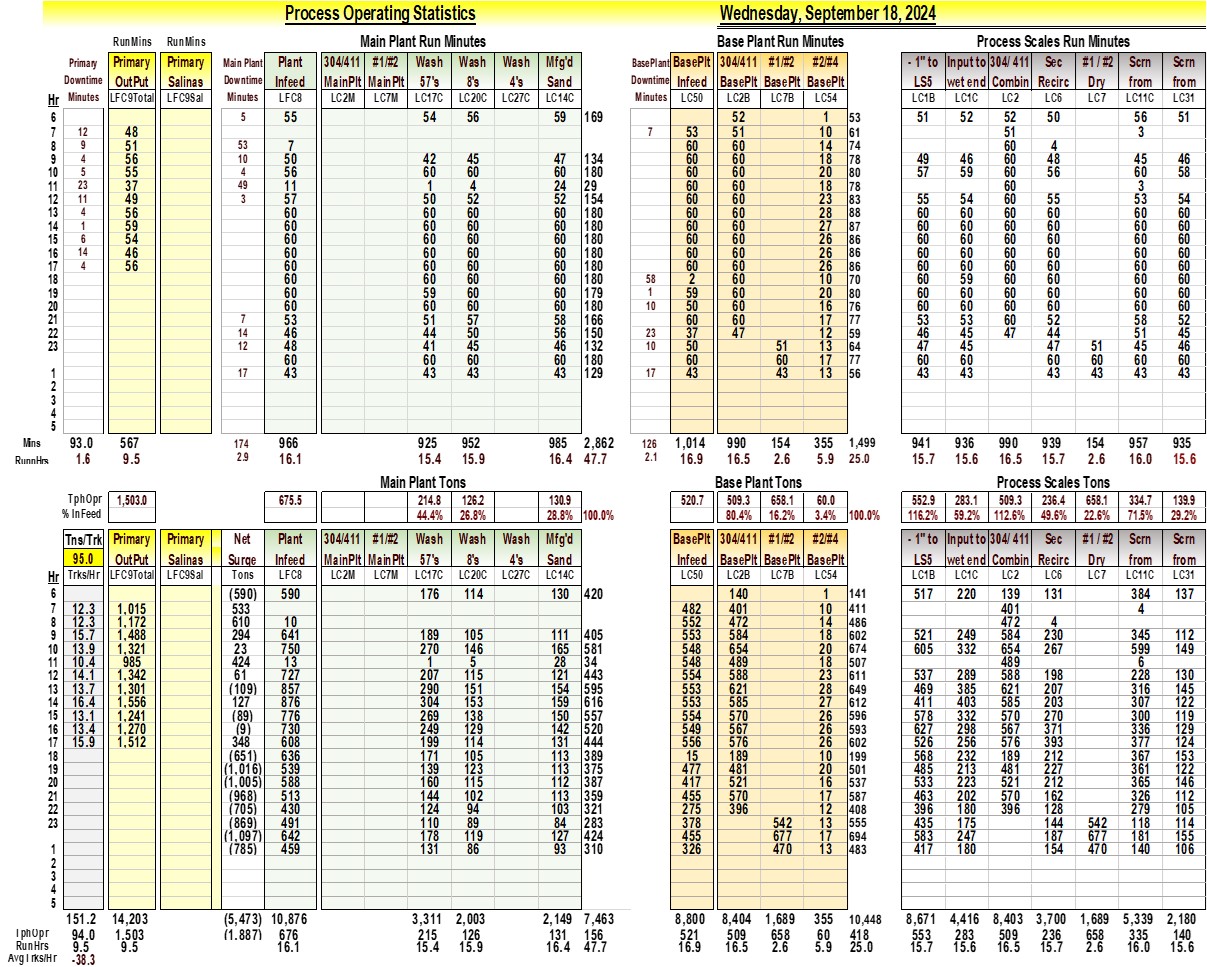 Process Operating Statistics Wednesday, September 18, 2024
RunMins RunMins Main Plant Run Minutes Base Plant Run Minutes Process Scales Run Minutes
Primary Primary Primary Main Plant Plant 304/411 #1/#2 Wash Wash Wash Mfg'd BasePlant BasePlt 304/411 #1/#2 #2/#4 - 1" to Input to 304/ 411 Sec #1 / #2 Scrn Scrn
Downtime OutPut Salinas Downtime Infeed MainPlt MainPlt 57's 8's 4's Sand Downtime Infeed BasePlt BasePlt BasePlt LS5 wet end Combin Recirc Dry from from
Hr Minutes LFC9Total LFC9Sal Minutes LFC8 LC2M LC7M LC17C LC20C LC27C LC14C Minutes LC50 LC2B LC7B LC54 LC1B LC1C LC2 LC6 LC7 LC11C LC31
6 5 55 54 56 59 169 52 1 53 51 52 52 50 56 51
7 12 48 7 53 51 10 61 51 3
8 9 51 53 7 60 60 14 74 60 4
9 4 56 10 50 42 45 47 134 60 60 18 78 49 46 60 48 45 46
10 5 55 4 56 60 60 60 180 60 60 20 80 57 59 60 56 60 58
11 23 37 49 11 1 4 24 29 60 60 18 78 60 3
12 11 49 3 57 50 52 52 154 60 60 23 83 55 54 60 55 53 54
13 4 56 60 60 60 60 180 60 60 28 88 60 60 60 60 60 60
14 1 59 60 60 60 60 180 60 60 27 87 60 60 60 60 60 60
15 6 54 60 60 60 60 180 60 60 26 86 60 60 60 60 60 60
16 14 46 60 60 60 60 180 60 60 26 86 60 60 60 60 60 60
17 4 56 60 60 60 60 180 60 60 26 86 60 60 60 60 60 60
18 60 60 60 60 180 58 2 60 10 70 60 59 60 60 60 60
19 60 59 60 60 179 1 59 60 20 80 60 60 60 60 60 60
20 60 60 60 60 180 10 50 60 16 76 60 60 60 60 60 60
21 7 53 51 57 58 166 60 60 17 77 53 53 60 52 58 52
22 14 46 44 50 56 150 23 37 47 12 59 46 45 47 44 51 45
23 12 48 41 45 46 132 10 50 51 13 64 47 45 47 51 45 46
60 60 60 60 180 60 60 17 77 60 60 60 60 60 60
1 17 43 43 43 43 129 17 43 43 13 56 43 43 43 43 43 43
2
3
4
5
Mins 93.0 567 174 966 925 952 985 2,862 126 1,014 990 154 355 1,499 941 936 990 939 154 957 935
RunnHrs 1.6 9.5 2.9 16.1 15.4 15.9 16.4 47.7 2.1 16.9 16.5 2.6 5.9 25.0 15.7 15.6 16.5 15.7 2.6 16.0 15.6
Main Plant Tons Base Plant Tons Process Scales Tons
TphOpr 1,503.0 675.5 214.8 126.2 130.9 520.7 509.3 658.1 60.0 552.9 283.1 509.3 236.4 658.1 334.7 139.9
% InFeed 44.4% 26.8% 28.8% 100.0% 80.4% 16.2% 3.4% 100.0% 116.2% 59.2% 112.6% 49.6% 22.6% 71.5% 29.2%
Tns/Trk Primary Primary Net Plant 304/411 #1/#2 Wash Wash Wash Mfg'd BasePlt 304/411 #1/#2 #2/#4 - 1" to Input to 304/ 411 Sec #1 / #2 Scrn Scrn
95.0 OutPut Salinas Surge Infeed MainPlt MainPlt 57's 8's 4's Sand Infeed BasePlt BasePlt BasePlt LS5 wet end Combin Recirc Dry from from
Hr Trks/Hr LFC9Total LFC9Sal Tons LFC8 LC2M LC7M LC17C LC20C LC27C LC14C LC50 LC2B LC7B LC54 LC1B LC1C LC2 LC6 LC7 LC11C LC31
6 (590) 590 176 114 130 420 140 1 141 517 220 139 131 384 137
7 12.3 1,015 533 482 401 10 411 401 4
8 12.3 1,172 610 10 552 472 14 486 472 4
9 15.7 1,488 294 641 189 105 111 405 553 584 18 602 521 249 584 230 345 112
10 13.9 1,321 23 750 270 146 165 581 548 654 20 674 605 332 654 267 599 149
11 10.4 985 424 13 1 5 28 34 548 489 18 507 489 6
12 14.1 1,342 61 727 207 115 121 443 554 588 23 611 537 289 588 198 228 130
13 13.7 1,301 (109) 857 290 151 154 595 553 621 28 649 469 385 621 207 316 145
14 16.4 1,556 127 876 304 153 159 616 553 585 27 612 411 403 585 203 307 122
15 13.1 1,241 (89) 776 269 138 150 557 554 570 26 596 578 332 570 270 300 119
16 13.4 1,270 (9) 730 249 129 142 520 549 567 26 593 627 298 567 371 336 129
17 15.9 1,512 348 608 199 114 131 444 556 576 26 602 526 256 576 393 377 124
18 (651) 636 171 105 113 389 15 189 10 199 568 232 189 212 367 153
19 (1,016) 539 139 123 113 375 477 481 20 501 485 213 481 227 361 122
20 (1,005) 588 160 115 112 387 417 521 16 537 533 223 521 212 365 146
21 (968) 513 144 102 113 359 455 570 17 587 463 202 570 162 326 112
22 (705) 430 124 94 103 321 275 396 12 408 396 180 396 128 279 105
23 (869) 491 110 89 84 283 378 542 13 555 435 175 144 542 118 114
(1,097) 642 178 119 127 424 455 677 17 694 583 247 187 677 181 155
1 (785) 459 131 86 93 310 326 470 13 483 417 180 154 470 140 106
2
3
4
5
151.2 14,203 (5,473) 10,876 3,311 2,003 2,149 7,463 8,800 8,404 1,689 355 10,448 8,671 4,416 8,403 3,700 1,689 5,339 2,180
TphOpr 94.0 1,503 (1,887) 676 215 126 131 156 521 509 658 60 418 553 283 509 236 658 335 140
RunHrs 9.5 9.5 16.1 15.4 15.9 16.4 47.7 16.9 16.5 2.6 5.9 25.0 15.7 15.6 16.5 15.7 2.6 16.0 15.6
AvgTrks/Hr -38.3